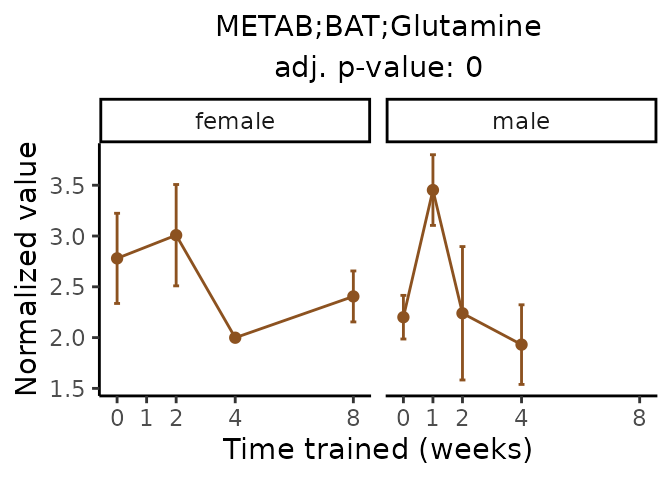 METAB;BAT;Glutamine
adj. p-value: 0
female
male
Normalized value
3.5
3.0
2.5
2.0
1.5
0 1 2 4 8
0 1 2 4 8
Time trained (weeks)